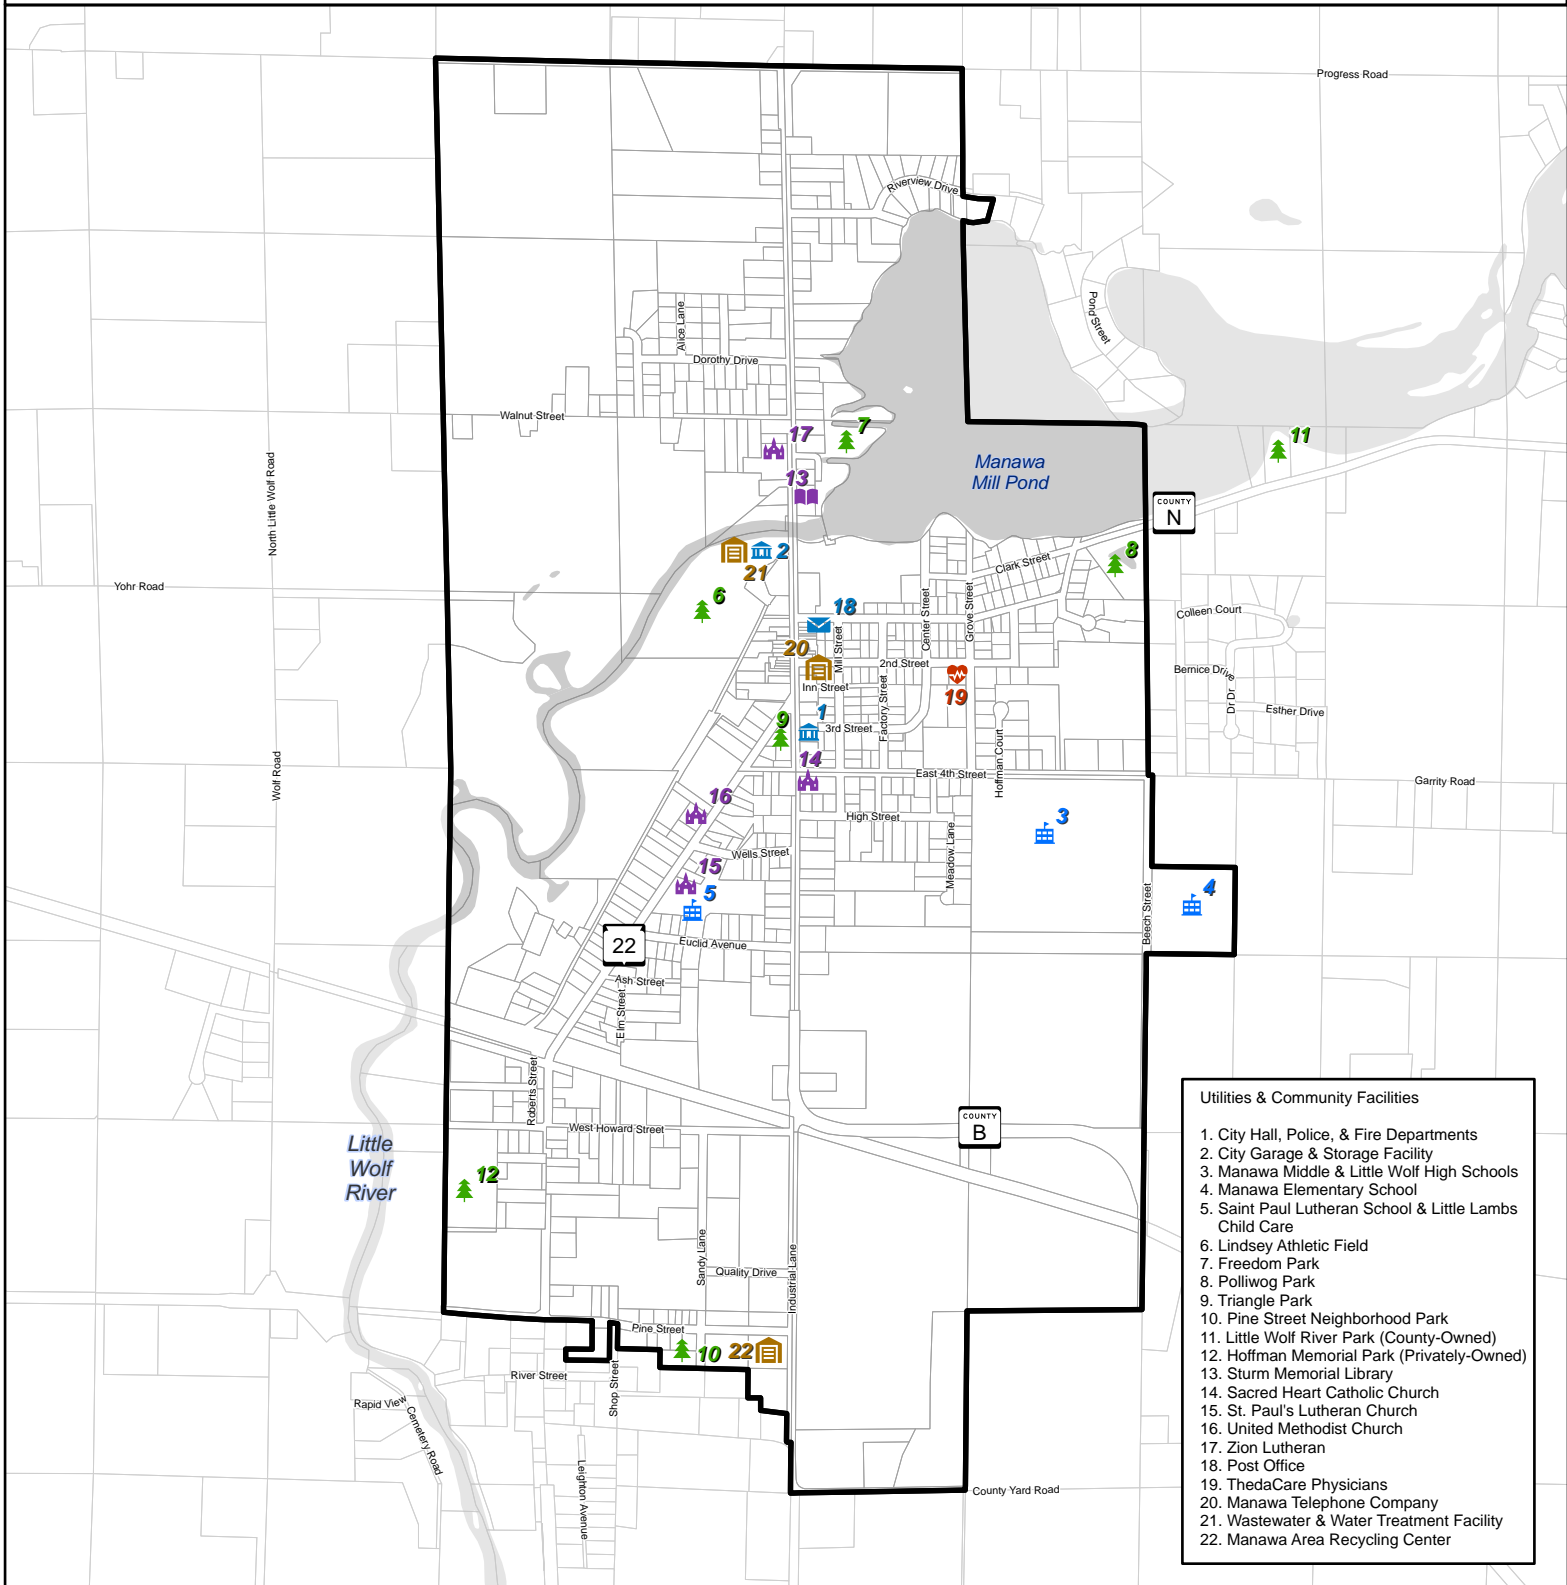 Progress Road
Riverview Drive
Pond Street
Alice Lane
Dorothy Drive
Walnut Street
17
7
11
13
Manawa
Mill Pond
North Little Wolf Road
COUNTY
N
2
21
Clark Street
8
Yohr Road
6
18
Center Street
Grove Street
Colleen Court
20
Mill Street
2nd Street
Bernice Drive
Inn Street
19
Factory Street
Dr Dr
Esther Drive
9
1
3rd Street
Hoffman Court
Wolf Road
14
East 4th Street
Garrity Road
16
High Street
3
Wells Street
Meadow Lane
15
5
4
Beech Street
22
Euclid Avenue
Ash Street
Elm Street
Roberts Street
West Howard Street
COUNTY
B
Little
Wolf
River
12
Sandy Lane
Quality Drive
Industrial Lane
Pine Street
10
22
River Street
Shop Street
Rapid View
Cemetery Road
Leighton Avenue
County Yard Road
Utilities & Community Facilities
1. City Hall, Police, & Fire Departments
2. City Garage & Storage Facility
3. Manawa Middle & Little Wolf High Schools
4. Manawa Elementary School
5. Saint Paul Lutheran School & Little Lambs
Child Care
6. Lindsey Athletic Field
7. Freedom Park
8. Polliwog Park
9. Triangle Park
10. Pine Street Neighborhood Park
11. Little Wolf River Park (County-Owned)
12. Hoffman Memorial Park (Privately-Owned)
13. Sturm Memorial Library
14. Sacred Heart Catholic Church
15. St. Paul's Lutheran Church
16. United Methodist Church
17. Zion Lutheran
18. Post Office
19. ThedaCare Physicians
20. Manawa Telephone Company
21. Wastewater & Water Treatment Facility
22. Manawa Area Recycling Center